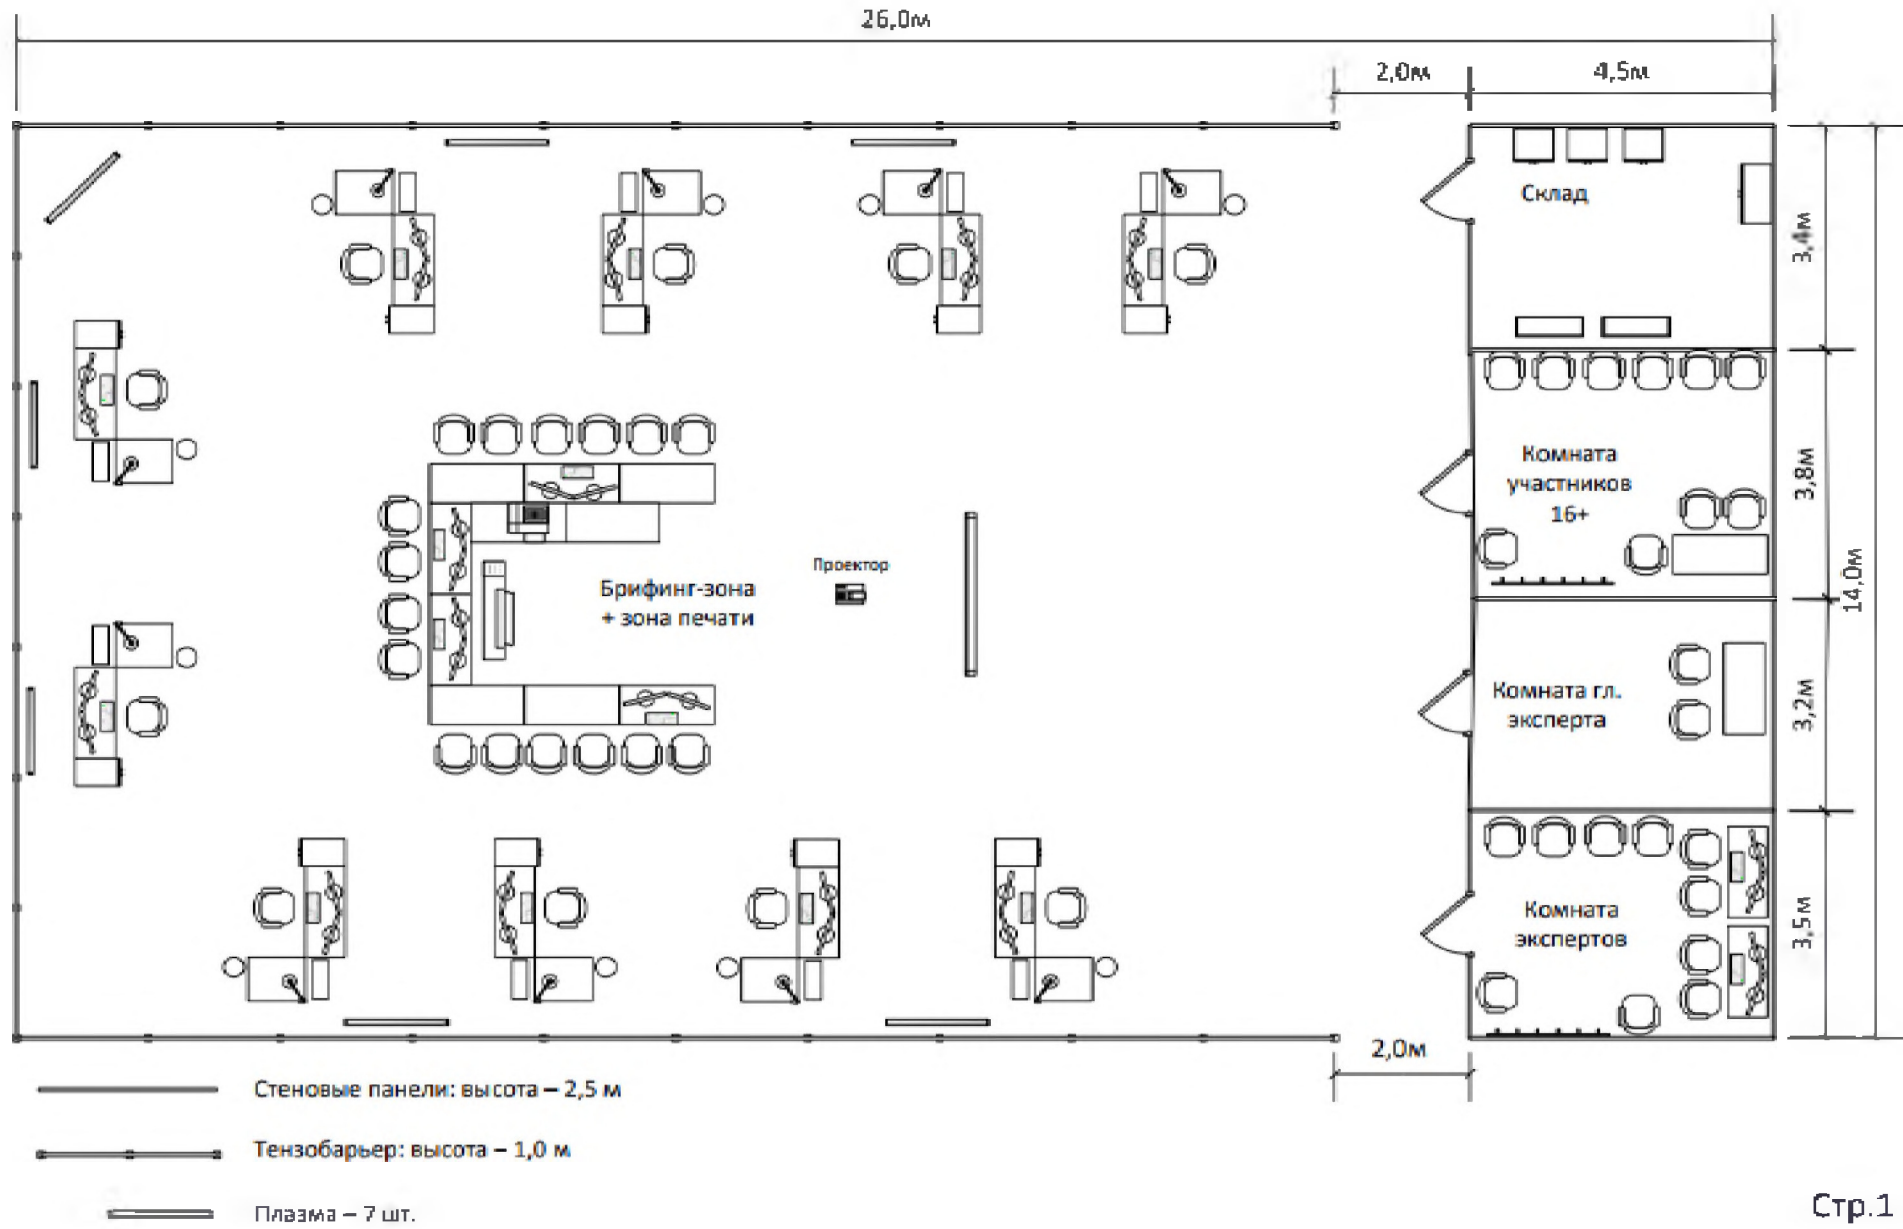 26,0м
2,0м
4,5м
Склад
3,4м
Комната
участников
16+
3,8м
Проектор
Брифинг-зона
+ зона печати
14,0м
Комната гл.
эксперта
3,2м
Комната
экспертов
3,5м
2,0м
Стеновые панели: высота – 2,5 м
Тензобарьер: высота – 1,0 м
Плазма – 7 шт.
Стр.1